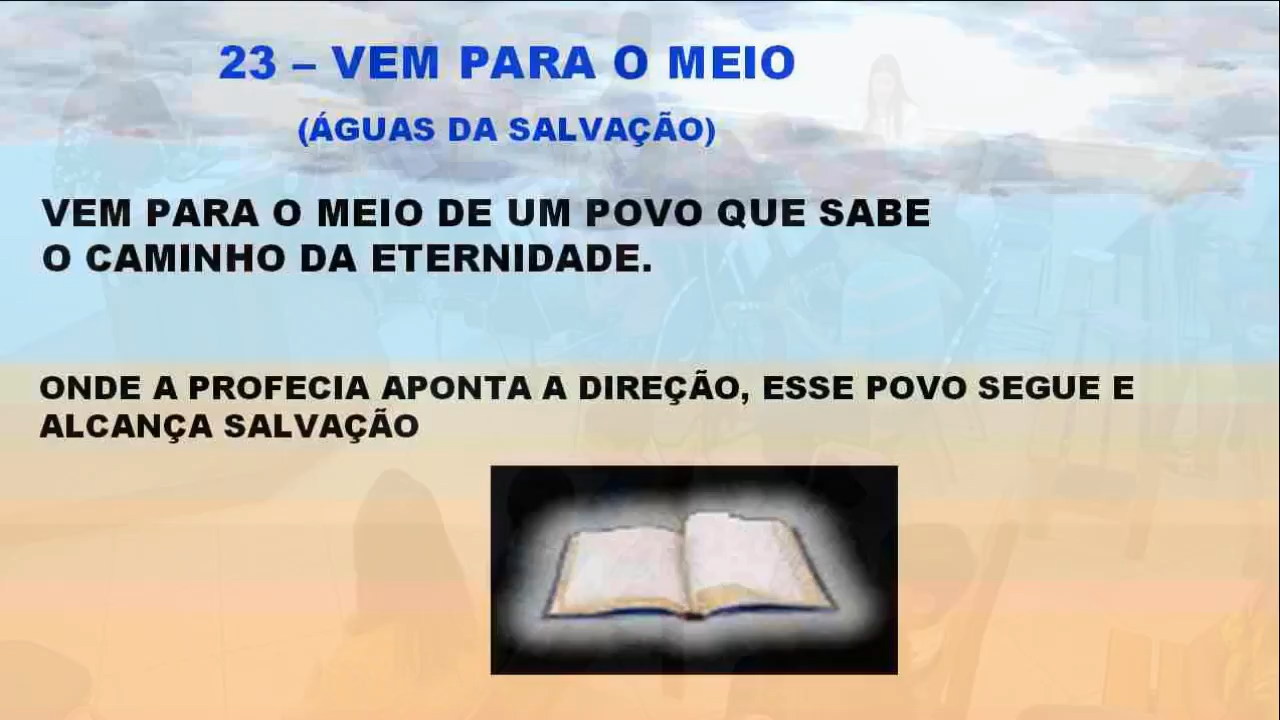 23 – VEM PARA O MEIO
(ÁGUAS DA SALVAÇÃO)
VEM PARA O MEIO DE UM POVO QUE SABE
O CAMINHO DA ETERNIDADE.
ONDE A PROFECIA APONTA A DIREÇÃO, ESSE POVO SEGUE E
ALCANÇA SALVAÇÃO